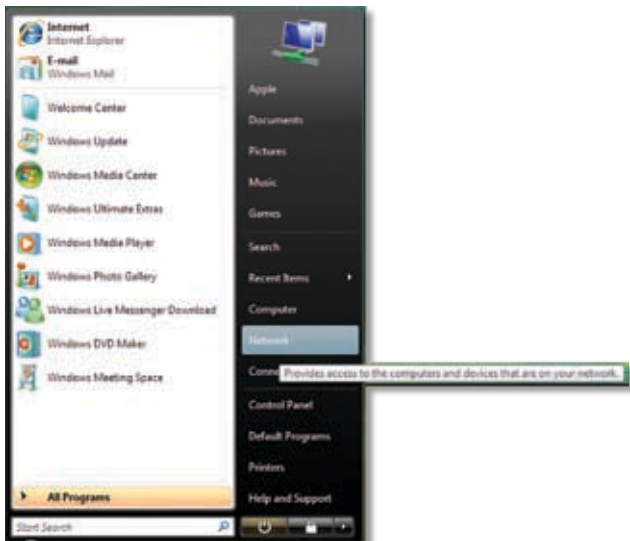 Internet
Internet Explorer
E-mail
Windows Mail
Welcome Center
Windows Update
Windows Media Center
Windows Ultimate Extras
Windows Media Player
Windows Photo Gallery
Windows Live Messenger Download
Windows DVD Maker
Windows Meeting Space
All Programs
Start Search
Apple
Documents
Pictures
Music
Games
Search
Recent Items
Computer
Network
Conne
Provides access to the computers and devices that are on your network.
Control Panel
Default Programs
Printers
Help and Support